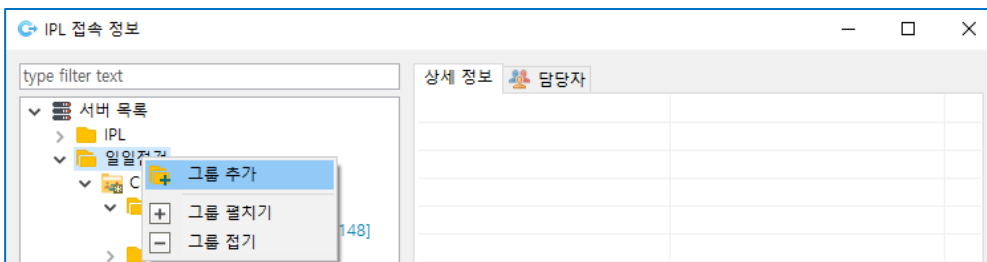 IPL 접속 정보
type filter text
상세 정보
담당자
서버 목록
IPL
일일점검
C
그룹 추가
그룹 펼치기
148]
그룹 접기